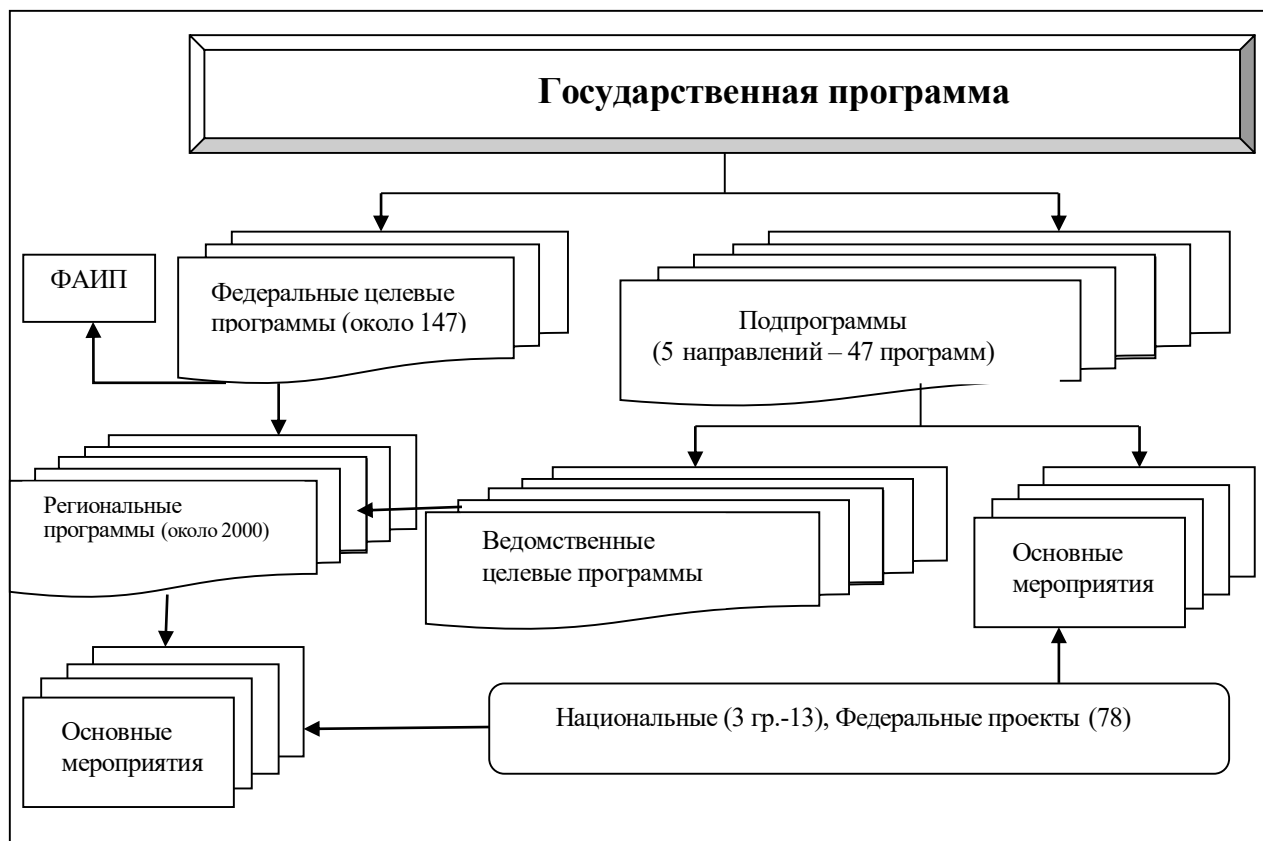 Государственная программа
ФАИП
Федеральные целевые
программы (около 147)
Подпрограммы
(5 направлений – 47 программ)
Региональные
программы (около 2000)
Ведомственные
целевые программы
Основные
мероприятия
Основные
мероприятия
Национальные (3 гр.-13), Федеральные проекты (78)